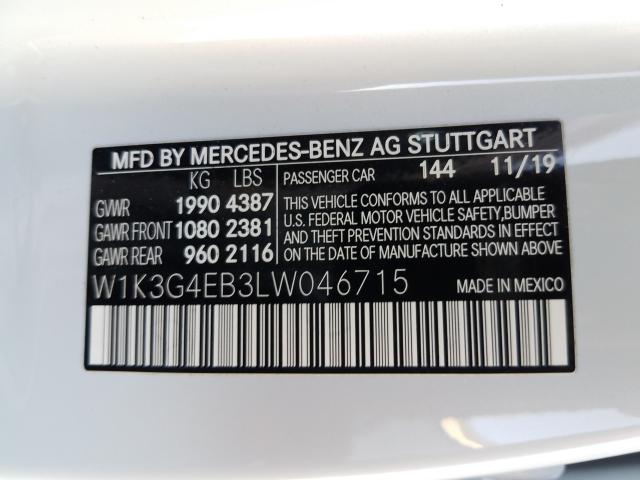 MFD BY MERCEDES-BENZ AG STUTTGART
KG LBS
GVWR 1990 4387
GAWR FRONT 1080 2381
GAWR REAR 960 2116
PASSENGER CAR 144 11/19
THIS VEHICLE CONFORMS TO ALL APPLICABLE
U.S. FEDERAL MOTOR VEHICLE SAFETY, BUMPER
AND THEFT PREVENTION STANDARDS IN EFFECT
ON THE DATE OF MANUFACTURE SHOWN ABOVE.
W1K3G4EB3LW046715 MADE IN MEXICO